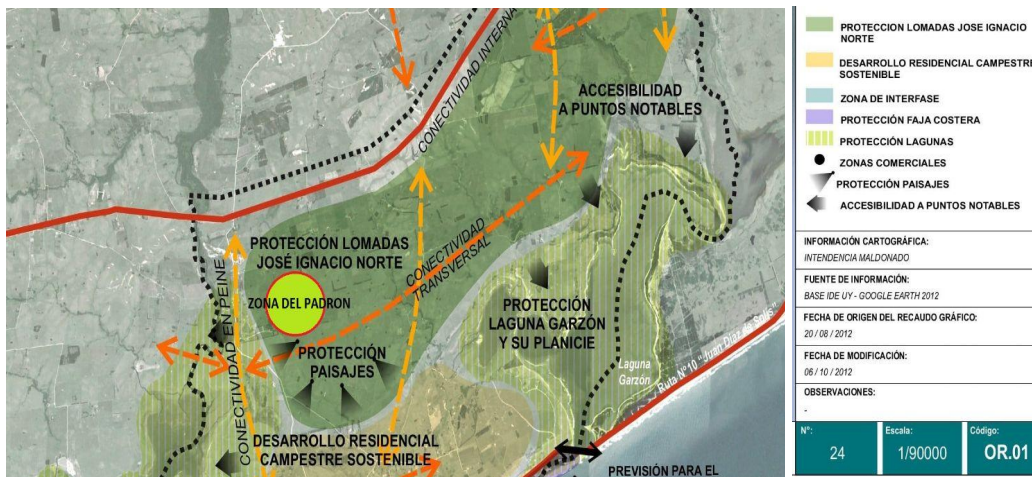 CONECTIVIDAD INTERNA
ACCESIBILIDAD
A PUNTOS NOTABLES
PROTECCIÓN LOMADAS
JOSÉ IGNACIO NORTE
ZONA DEL PADRON
CONECTIVIDAD
TRANSVERSAL
CONECTIVIDAD EN PEINE
PROTECCIÓN
PAISAJES
PROTECCIÓN
LAGUNA GARZÓN
Y SU PLANICIE
Laguna
Garzón
Ruta N°10 "Juan Díaz de Solís"
DESARROLLO RESIDENCIAL
CAMPESTRE SOSTENIBLE
PREVISIÓN PARA EL
PROTECCION LOMADAS JOSE IGNACIO
NORTE
DESARROLLO RESIDENCIAL CAMPESTRE
SOSTENIBLE
ZONA DE INTERFASE
PROTECCIÓN FAJA COSTERA
PROTECCIÓN LAGUNAS
ZONAS COMERCIALES
PROTECCIÓN PAISAJES
ACCESIBILIDAD A PUNTOS NOTABLES
INFORMACIÓN CARTOGRÁFICA:
INTENDENCIA MALDONADO
FUENTE DE INFORMACIÓN:
BASE IDE UY - GOOGLE EARTH 2012
FECHA DE ORIGEN DEL RECAUDO GRÁFICO:
20 / 08 / 2012
FECHA DE MODIFICACIÓN:
06 / 10 / 2012
OBSERVACIONES:
-
N°:
24
Escala:
1/90000
Código:
OR.01